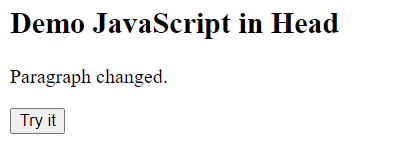 Demo JavaScript in Head
Paragraph changed.
Try it